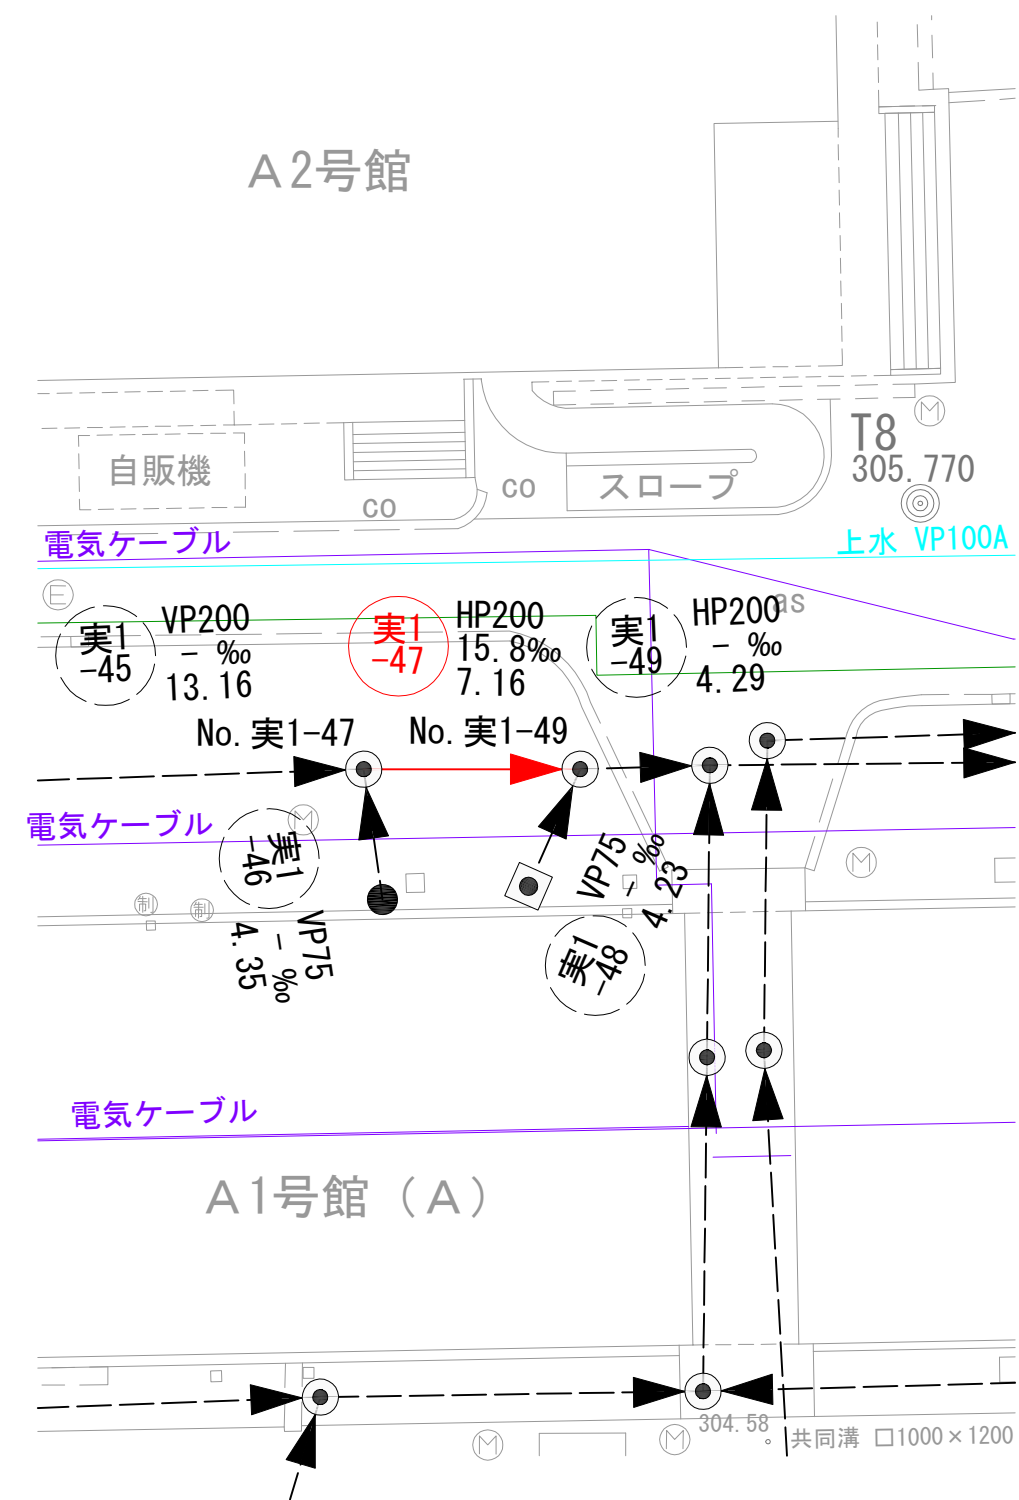 A2号館
T8
305.770
自販機
スロープ
co
co
電気ケーブル
上水 VP100A
as
E
M
実1
-45
VP200
- ‰
13.16
実1
-47
HP200
15.8‰
7.16
実1
-49
HP200
- ‰
4.29
No.実1-47
No.実1-49
電気ケーブル
M
M
実1
-46
VP75
- ‰
4.35
VP75
- ‰
4.23
実1
-48
制
制
電気ケーブル
A1号館（A）
304.58
M
M
共同溝 □1000×1200